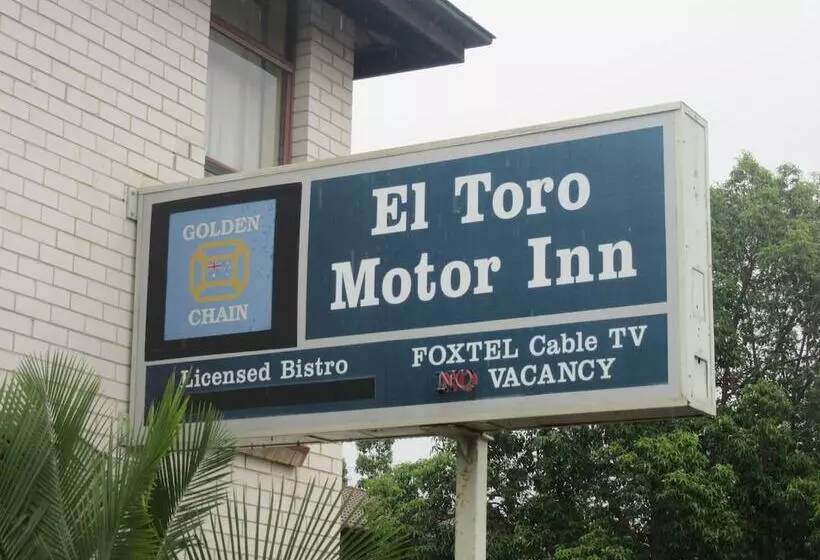 GOLDEN
CHAIN
El Toro
Motor Inn
Licensed Bistro
FOXTEL Cable TV
NO VACANCY